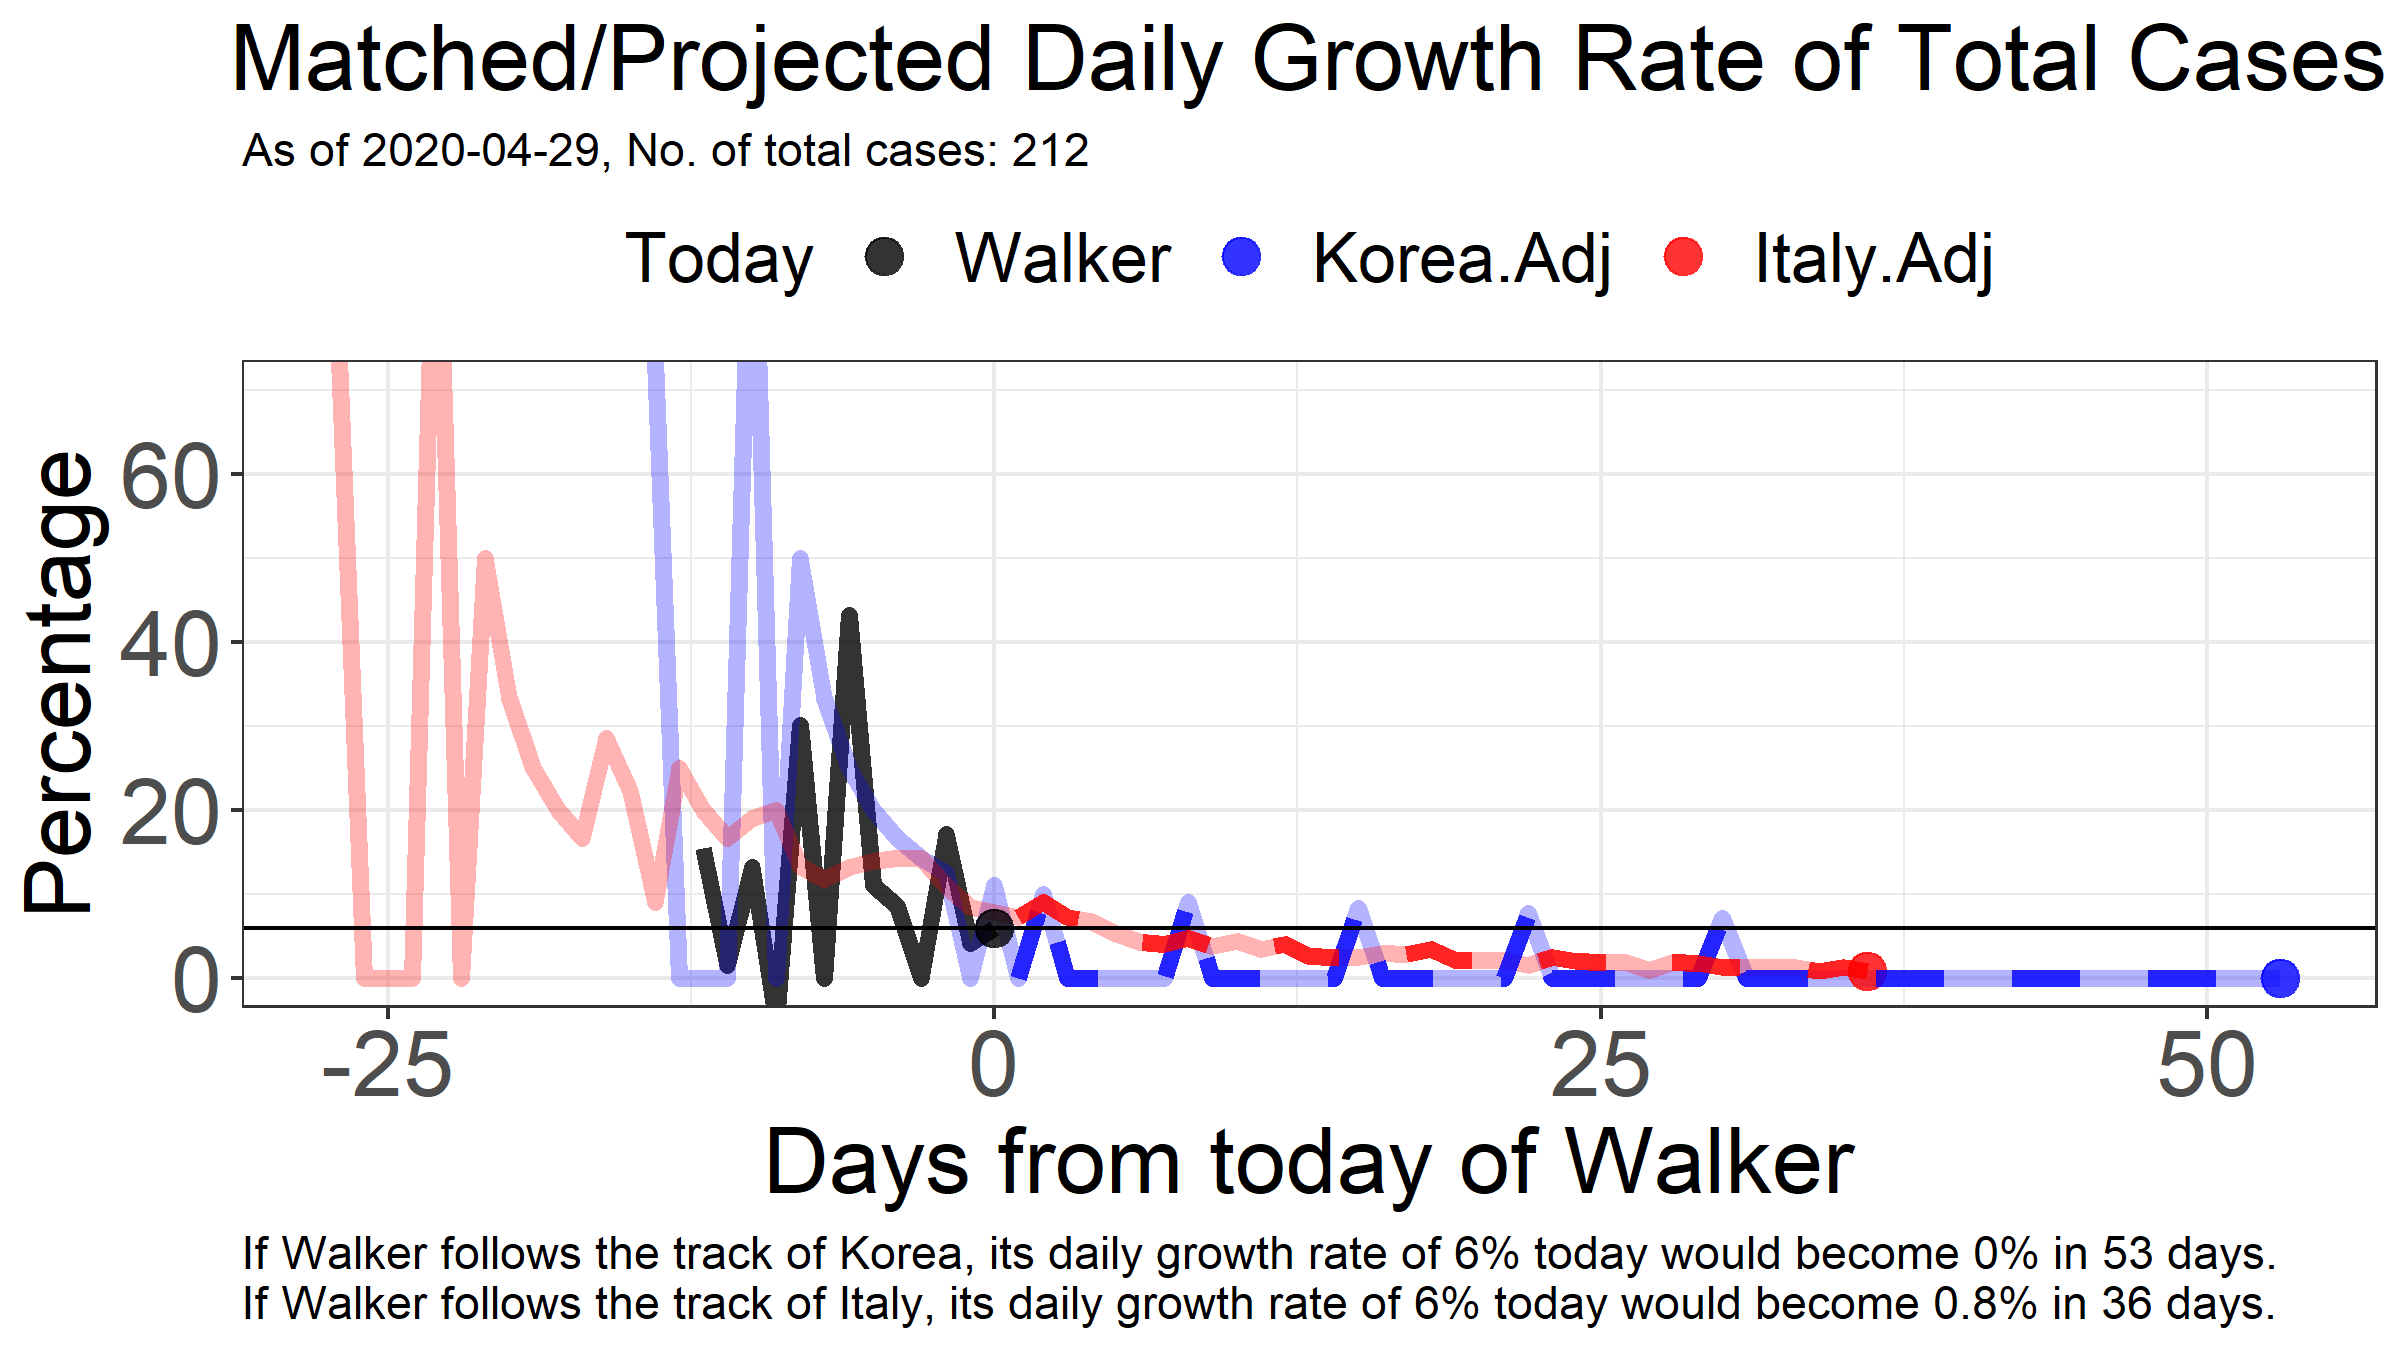 Matched/Projected Daily Growth Rate of Total Cases
As of 2020-04-29, No. of total cases: 212
Today Walker Korea.Adj Italy.Adj
Percentage
60
40
20
0
-25 0 25 50
Days from today of Walker
If Walker follows the track of Korea, its daily growth rate of 6% today would become 0% in 53 days.
If Walker follows the track of Italy, its daily growth rate of 6% today would become 0.8% in 36 days.